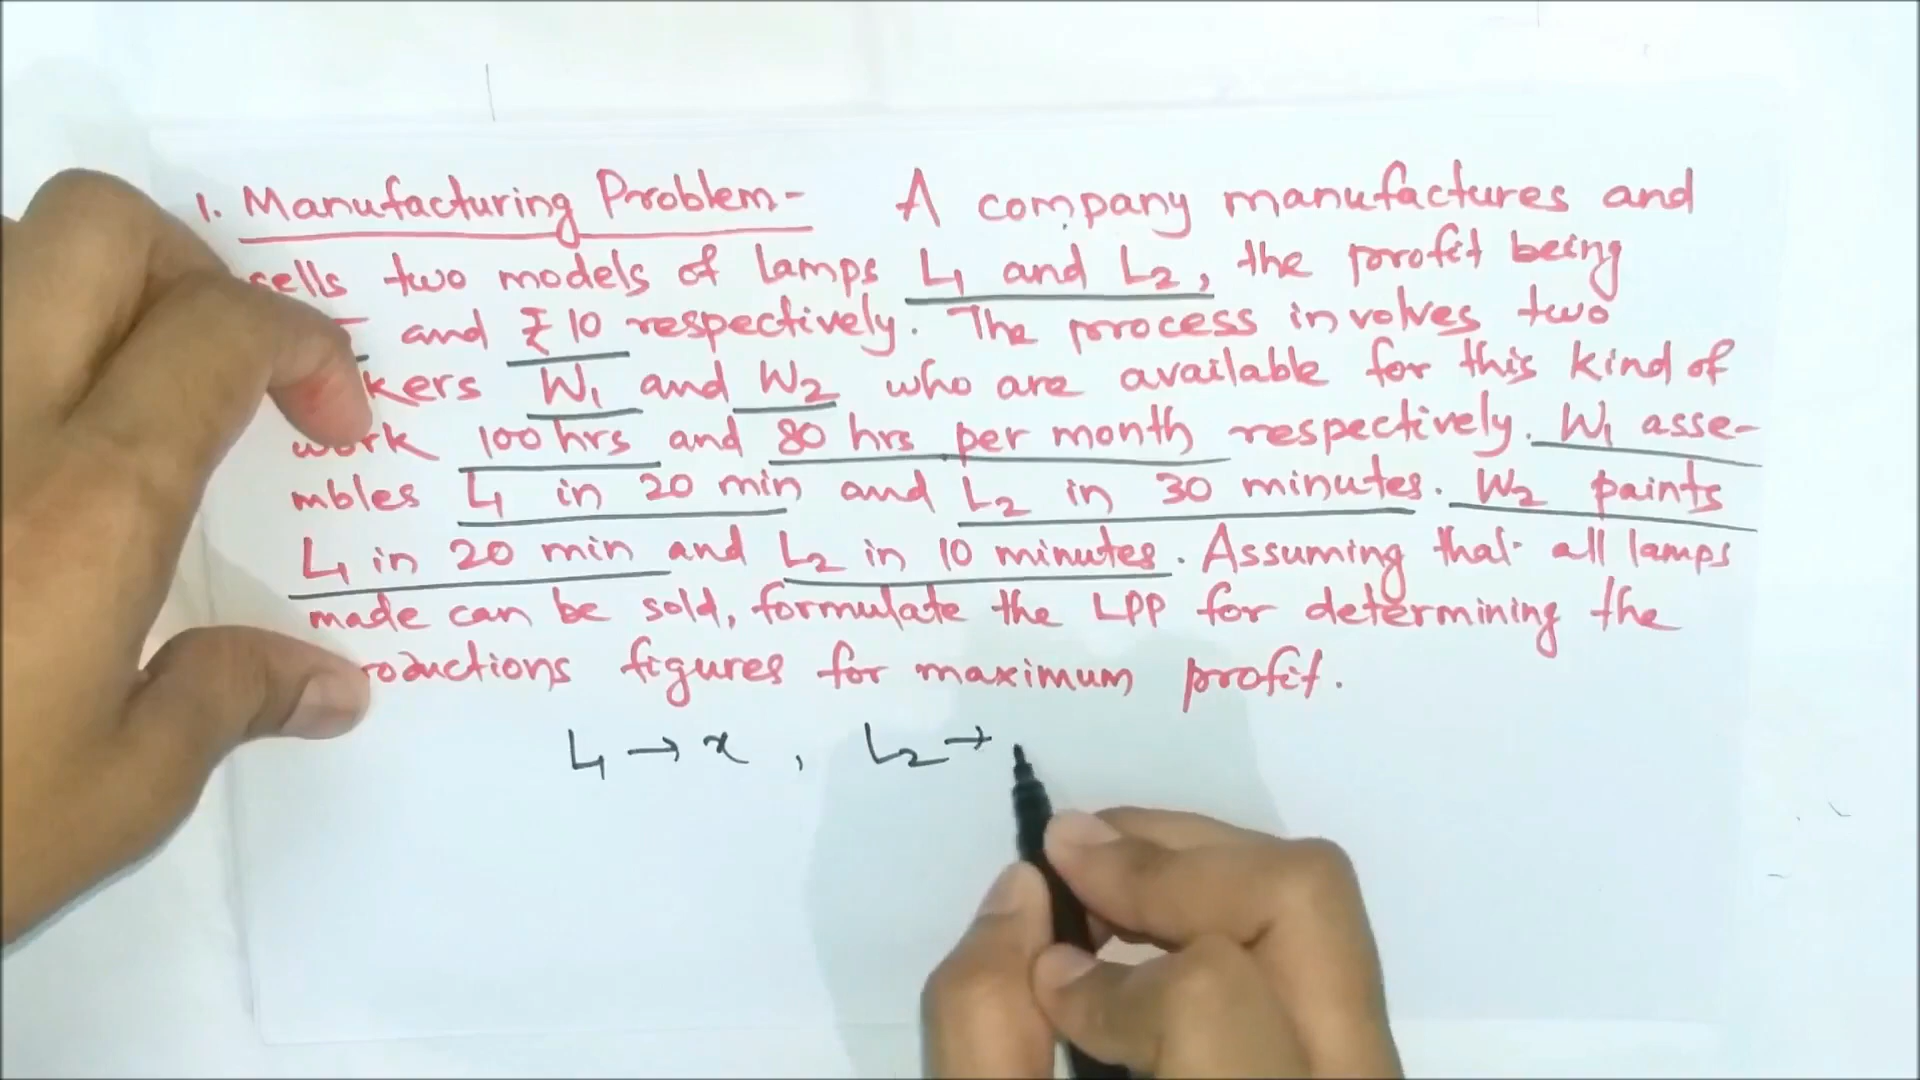 1. Manufacturing Problem- A company manufactures and
sells two models of lamps L1 and L2, the profit being
and ₹10 respectively. The process involves two
kers W1 and W2 who are available for this kind of
work 100 hrs and 80 hrs per month respectively. W1 asse-
mbles L1 in 20 min and L2 in 30 minutes. W2 paints
L1 in 20 min and L2 in 10 minutes. Assuming that all lamps
made can be sold, formulate the LPP for determining the
roductions figures for maximum profit.
L1 → x , L2 →